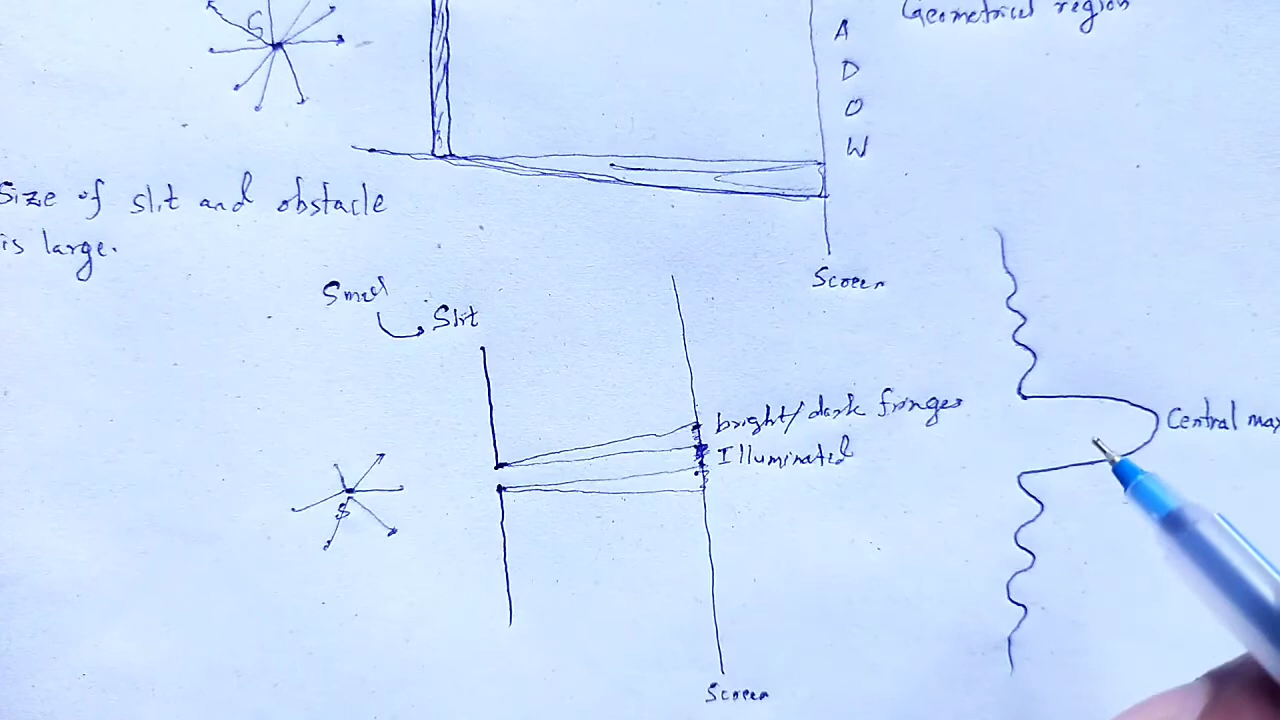 Geometrical region
S
A
D
O
W
Size of slit and obstacle
is large.
Screen
Small
Slit
bright/dark fringes
Illuminated
Central max
S
Screen